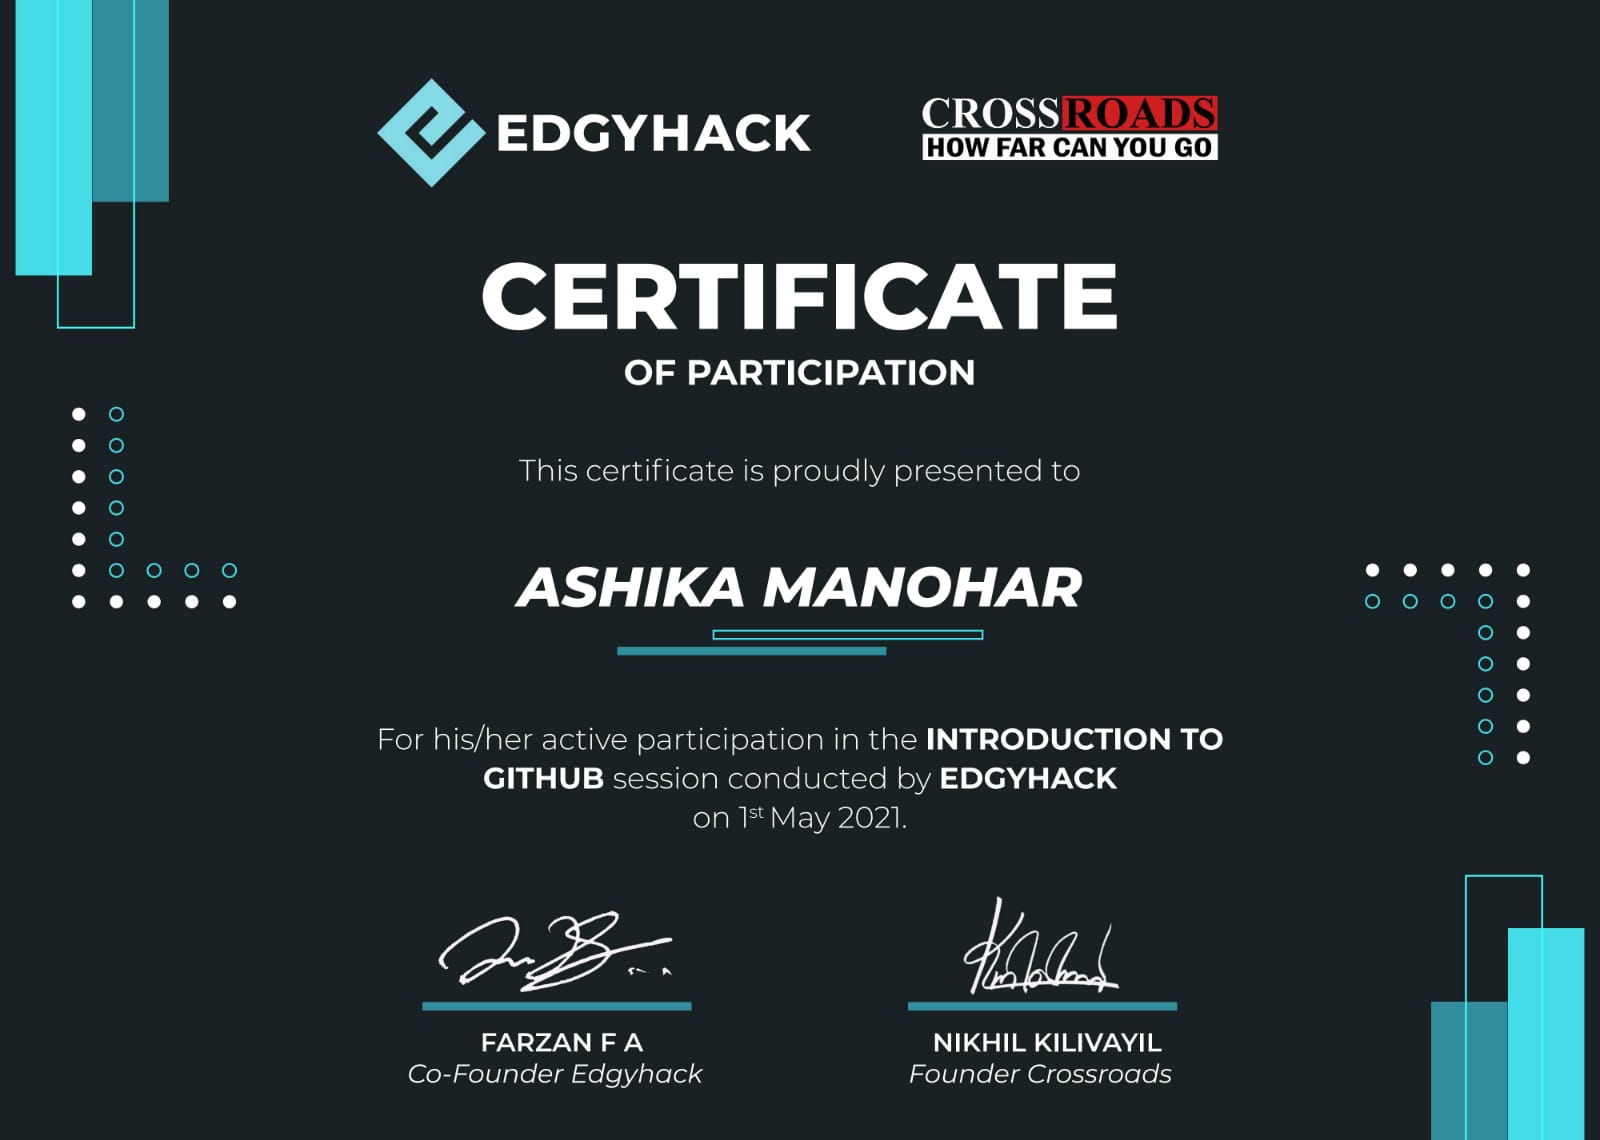 EDGYHACK
CROSSROADS
HOW FAR CAN YOU GO
CERTIFICATE
OF PARTICIPATION
This certificate is proudly presented to
ASHIKA MANOHAR
For his/her active participation in the INTRODUCTION TO
GITHUB session conducted by EDGYHACK
on 1st May 2021.
FARZAN F A
Co-Founder Edgyhack
NIKHIL KILIVAYIL
Founder Crossroads